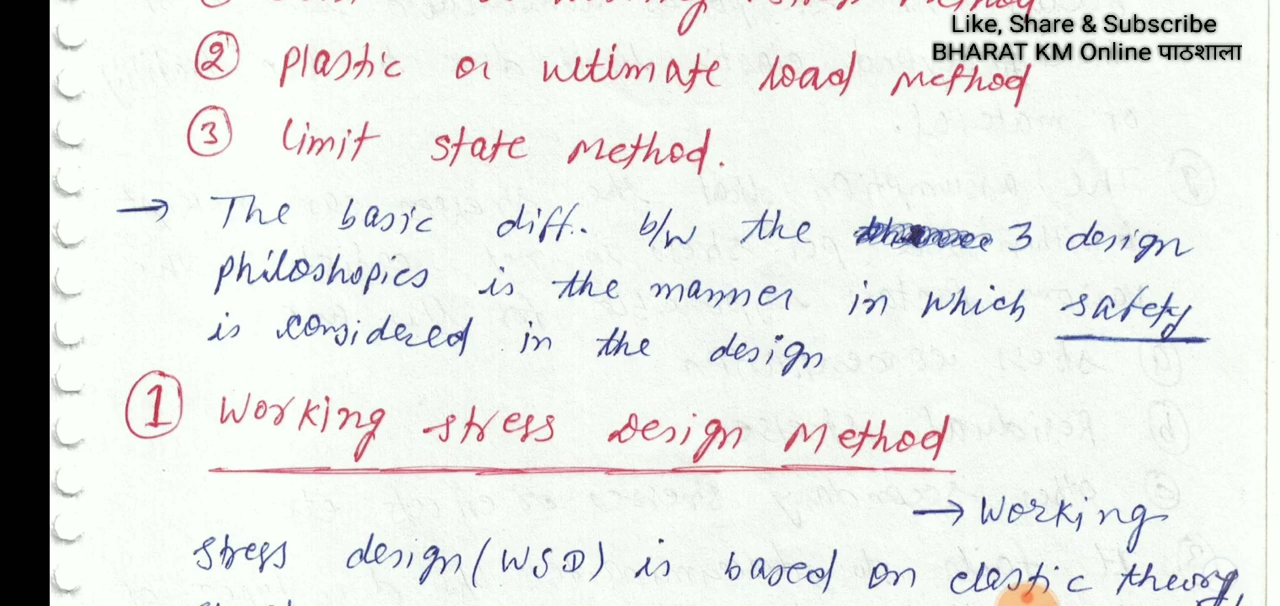 Like, Share & Subscribe
BHARAT KM Online पाठशाला
② Plastic or ultimate load Method
③ limit state Method.
→ The basic diff. b/w the 3 design
philoshopies is the manner in which safety
is considered in the design
① Working stress Design Method
→ Working
stress design (WSD) is based on elastic theory,